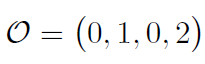 𝒪 = (0, 1, 0, 2)